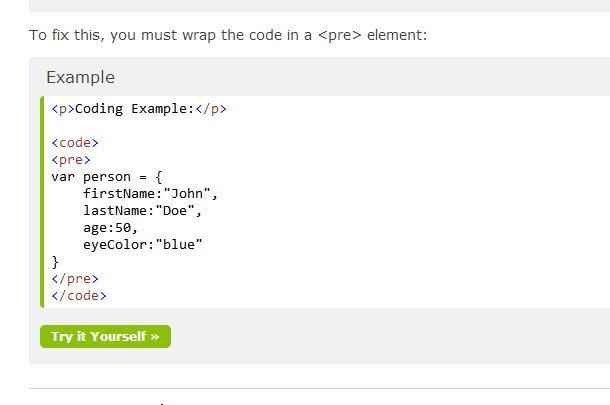 To fix this, you must wrap the code in a <pre> element:
Example
<p>Coding Example:</p>
<code>
<pre>
var person = {
    firstName:"John",
    lastName:"Doe",
    age:50,
    eyeColor:"blue"
}
</pre>
</code>
Try it Yourself »